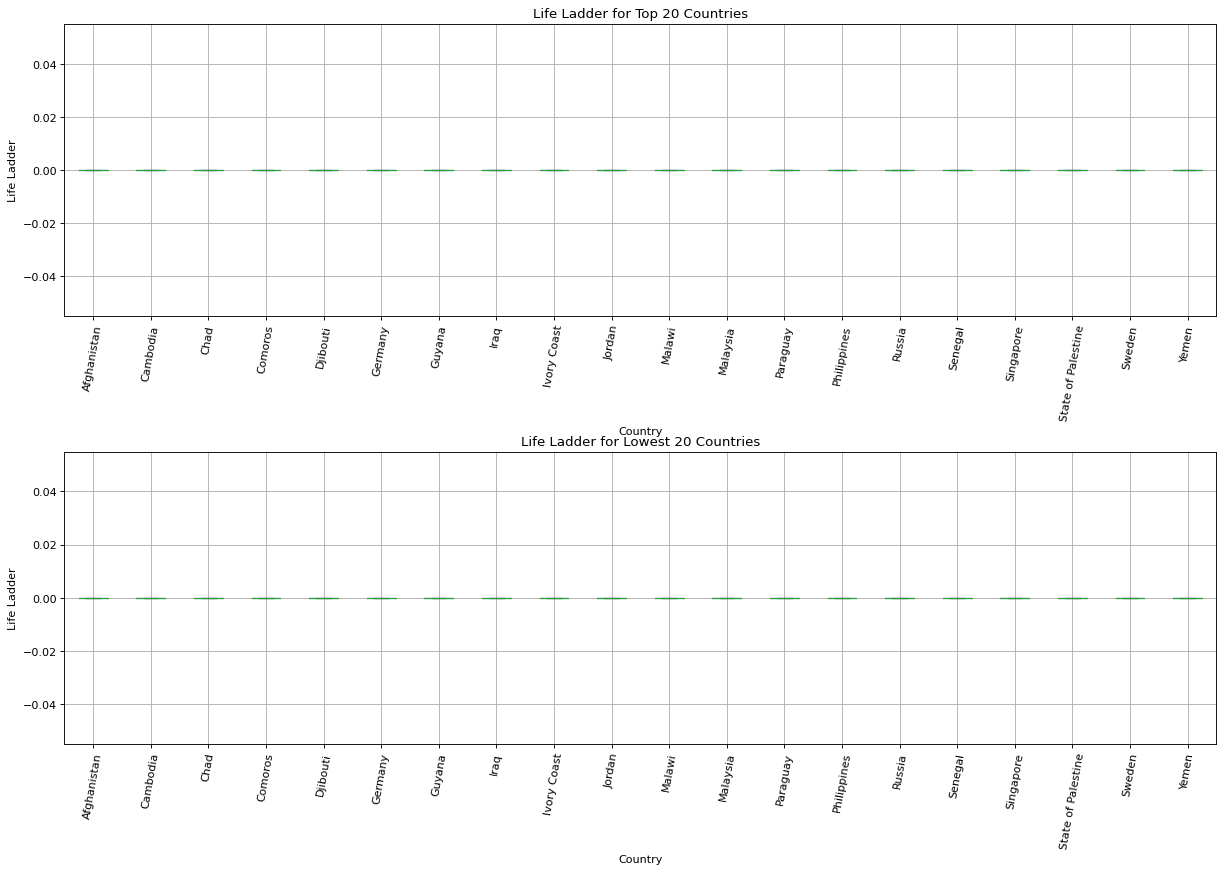 Life Ladder for Top 20 Countries
Life Ladder
0.04
0.02
0.00
−0.02
−0.04
Afghanistan
Cambodia
Chad
Comoros
Djibouti
Germany
Guyana
Iraq
Ivory Coast
Jordan
Malawi
Malaysia
Paraguay
Philippines
Russia
Senegal
Singapore
State of Palestine
Sweden
Yemen
Country
Life Ladder for Lowest 20 Countries
Life Ladder
0.04
0.02
0.00
−0.02
−0.04
Afghanistan
Cambodia
Chad
Comoros
Djibouti
Germany
Guyana
Iraq
Ivory Coast
Jordan
Malawi
Malaysia
Paraguay
Philippines
Russia
Senegal
Singapore
State of Palestine
Sweden
Yemen
Country